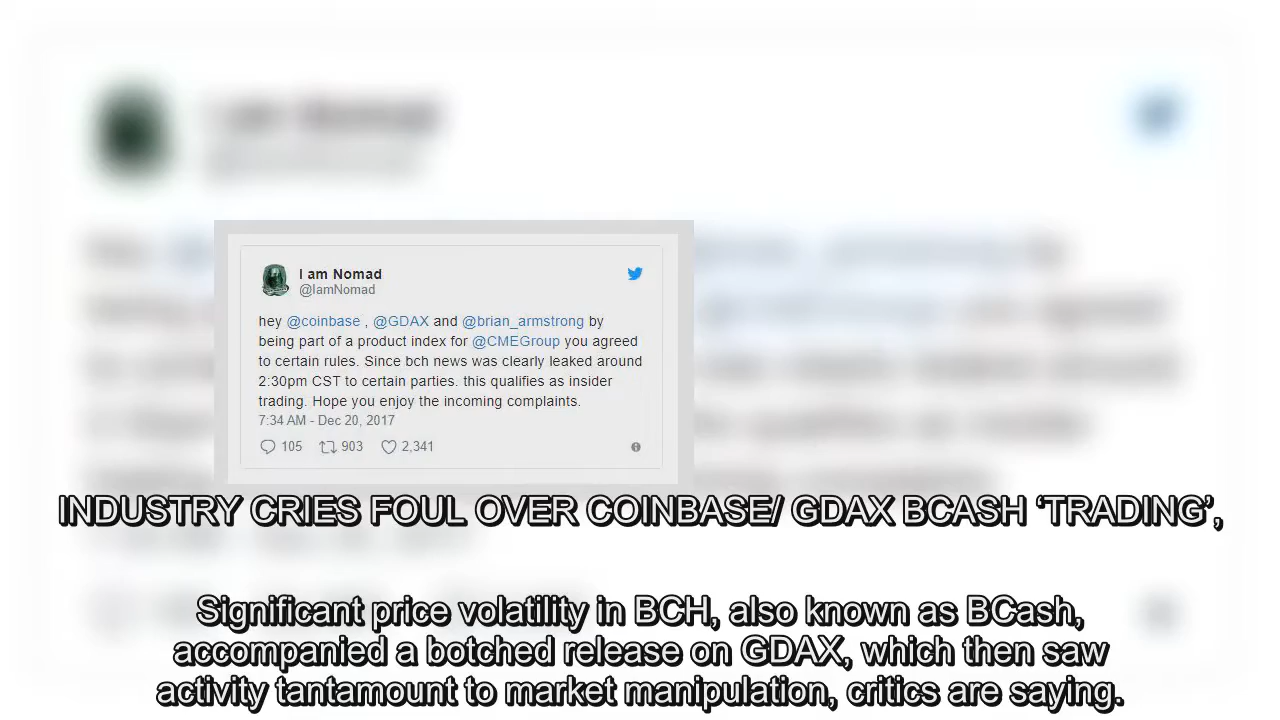 I am Nomad
@IamNomad
hey @coinbase , @GDAX and @brian_armstrong by
being part of a product index for @CMEGroup you agreed
to certain rules. Since bch news was clearly leaked around
2:30pm CST to certain parties. this qualifies as insider
trading. Hope you enjoy the incoming complaints.
7:34 AM - Dec 20, 2017
105 903 2,341
INDUSTRY CRIES FOUL OVER COINBASE/ GDAX BCASH ‘TRADING’,
Significant price volatility in BCH, also known as BCash,
accompanied a botched release on GDAX, which then saw
activity tantamount to market manipulation, critics are saying.